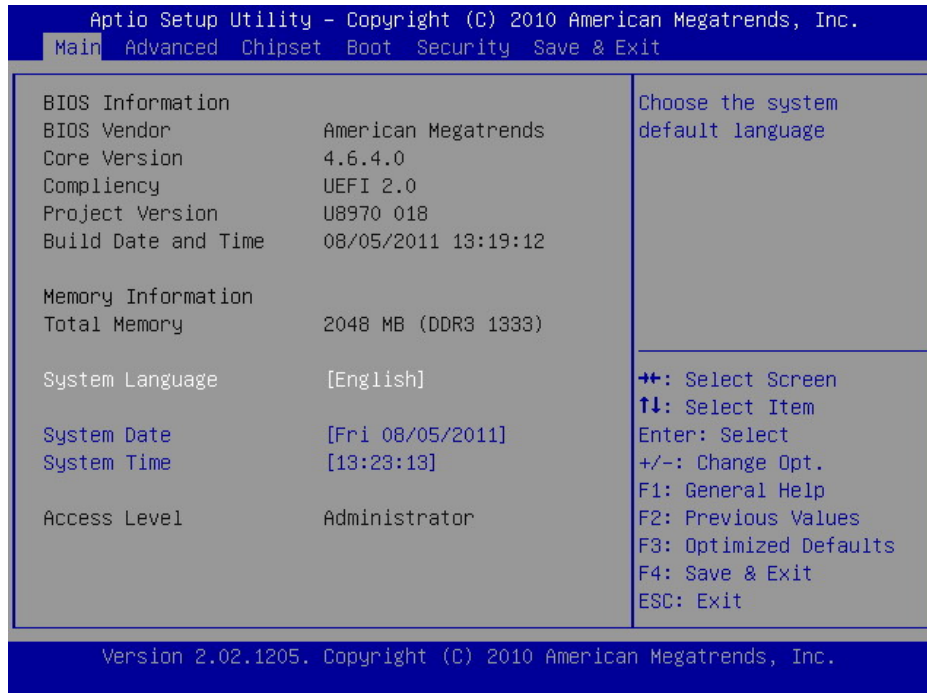 Aptio Setup Utility – Copyright (C) 2010 American Megatrends, Inc.
Main Advanced Chipset Boot Security Save & Exit
BIOS Information
BIOS Vendor American Megatrends
Core Version 4.6.4.0
Compliency UEFI 2.0
Project Version U8970 018
Build Date and Time 08/05/2011 13:19:12
Memory Information
Total Memory 2048 MB (DDR3 1333)
System Language [English]
System Date [Fri 08/05/2011]
System Time [13:23:13]
Access Level Administrator
Choose the system
default language
→←: Select Screen
↑↓: Select Item
Enter: Select
+/-: Change Opt.
F1: General Help
F2: Previous Values
F3: Optimized Defaults
F4: Save & Exit
ESC: Exit
Version 2.02.1205. Copyright (C) 2010 American Megatrends, Inc.